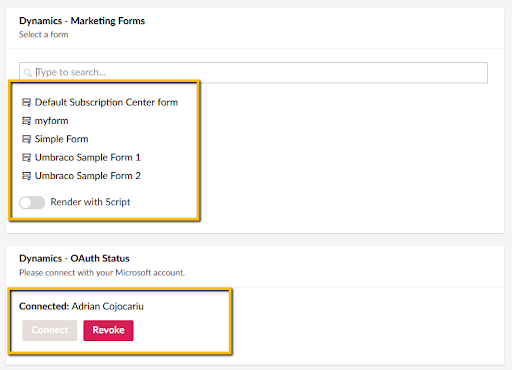 Dynamics - Marketing Forms
Select a form
Type to search...
Default Subscription Center form
myform
Simple Form
Umbraco Sample Form 1
Umbraco Sample Form 2
Render with Script
Dynamics - OAuth Status
Please connect with your Microsoft account.
Connected: Adrian Cojocariu
Connect Revoke